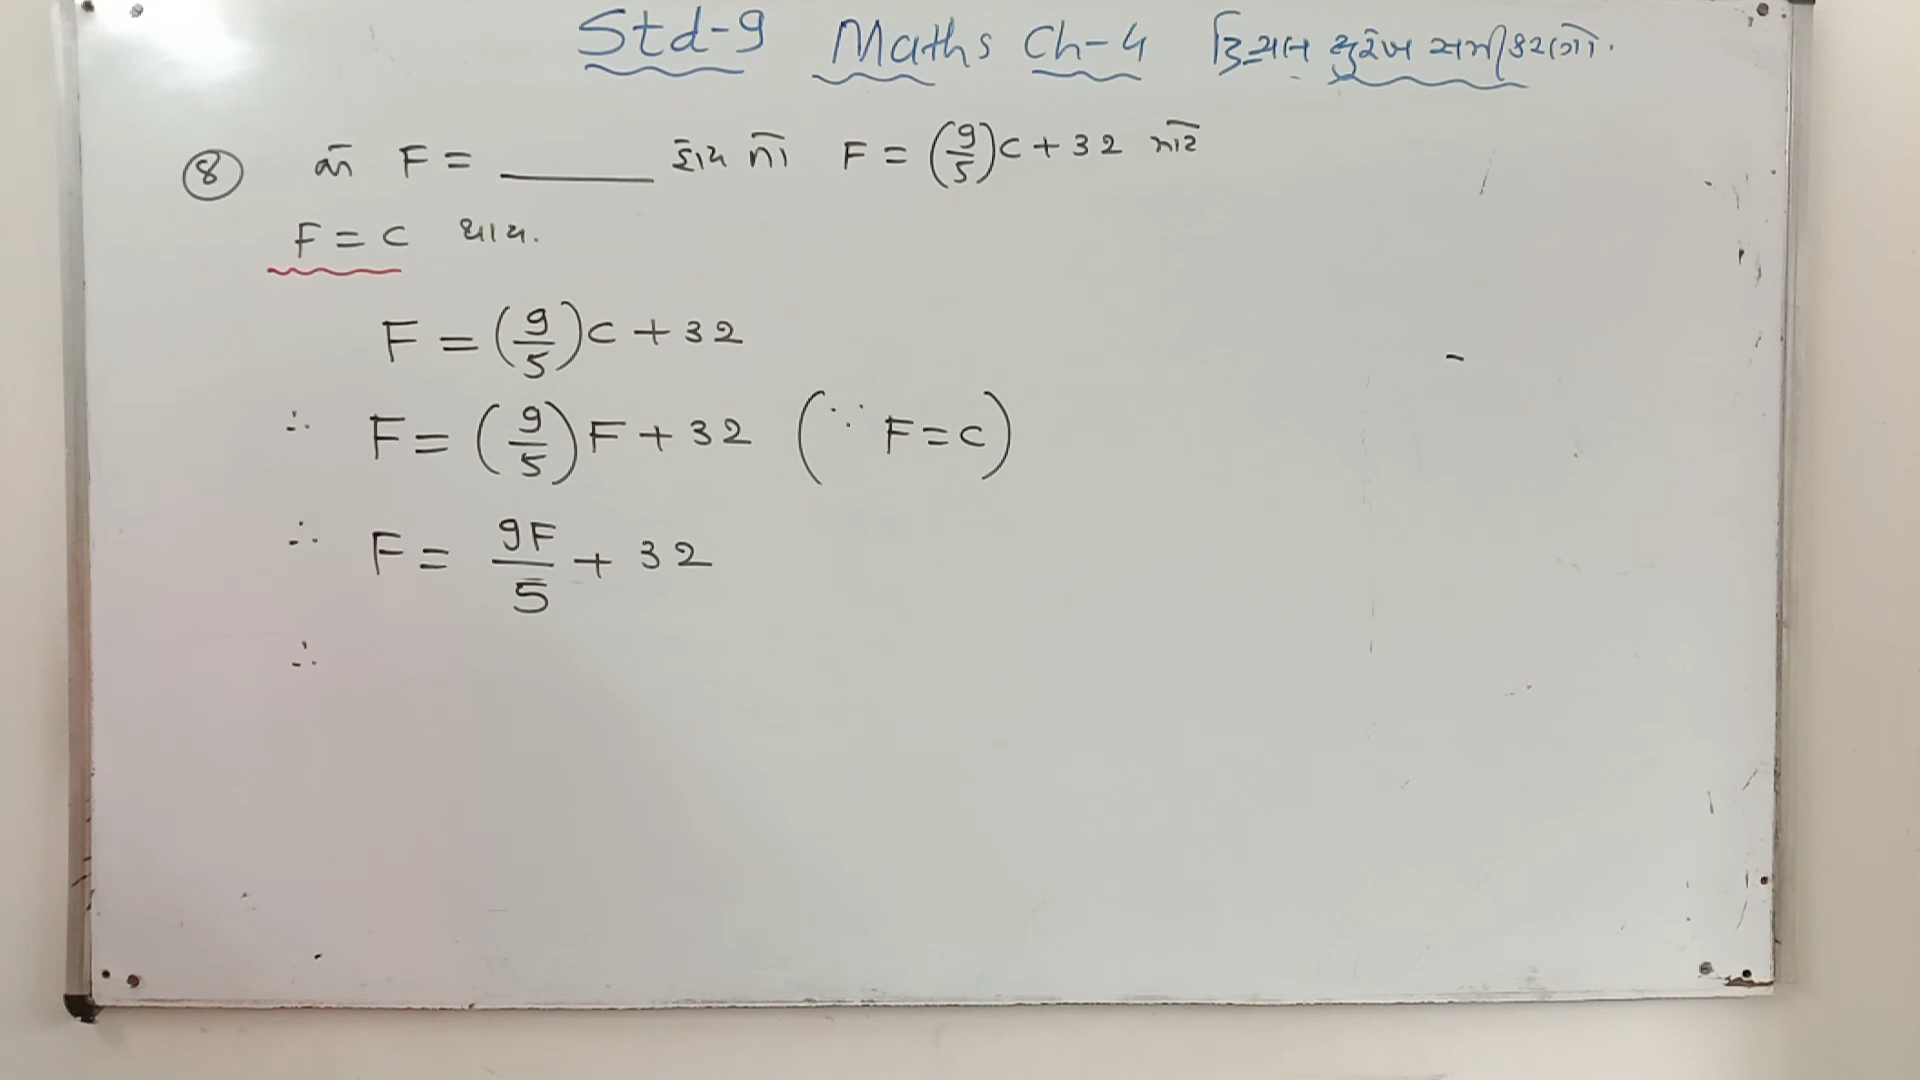 Std-9 Maths Ch-4 દ્વિચલ સુરેખ સમીકરણો.
⑧ જો F = ______ હોય તો F = (9/5)C + 32 માટે
F = C થાય.
F = (9/5)C + 32
∴ F = (9/5)F + 32 (∵ F = C)
∴ F = 9F/5 + 32
∴